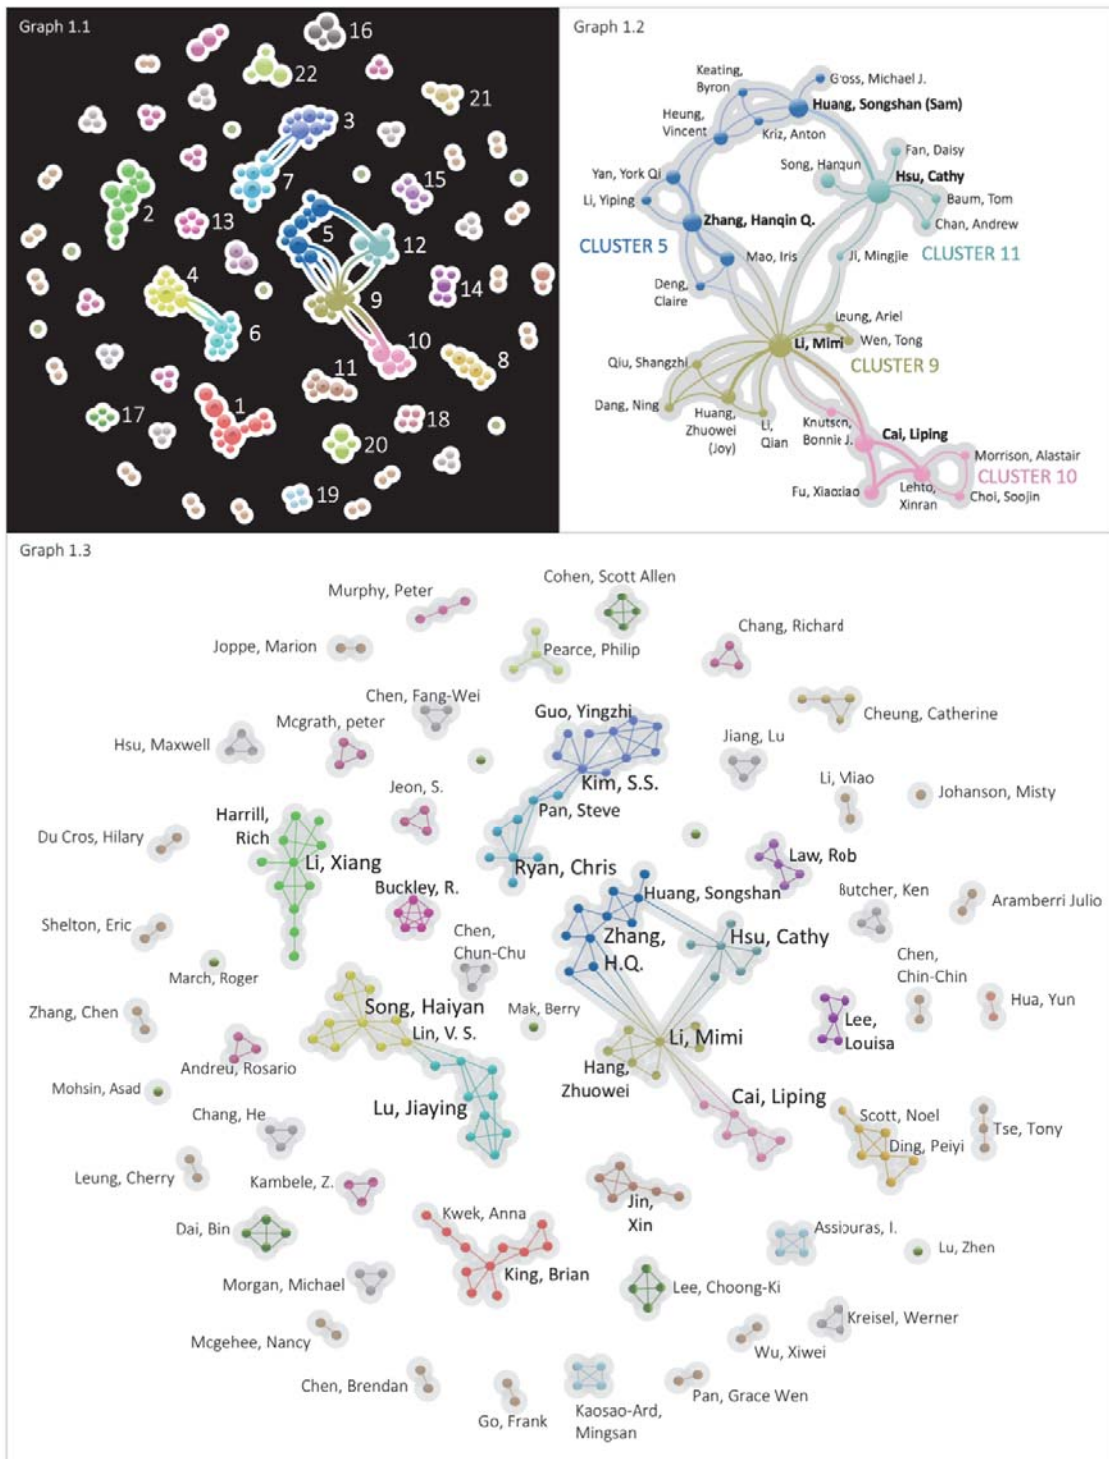 Graph 1.1
16
22
21
3
7
15
2
13
5
12
4
14
9
6
10
8
11
1
17
18
20
19
Graph 1.2
Keating,
Byron
Gross, Michael J.
Huang, Songshan (Sam)
Heung,
Vincent
Kriz, Anton
Fan, Daisy
Song, Hanqun
Yan, York Qi
Hsu, Cathy
Li, Yiping
Baum, Tom
Zhang, Hanqin Q.
Chan, Andrew
CLUSTER 5
Mao, Iris
Ji, Mingjie
CLUSTER 11
Deng,
Claire
Leung, Ariel
Li, Mimi
Wen, Tong
Qiu, Shangzhi
CLUSTER 9
Dang, Ning
Huang,
Zhuowei
(Joy)
Li,
Qian
Knutson,
Bonnie J.
Cai, Liping
Morrison, Alastair
CLUSTER 10
Fu, Xiaoxiao
Lehto,
Xinran
Choi, Soojin
Graph 1.3
Cohen, Scott Allen
Murphy, Peter
Chang, Richard
Joppe, Marion
Pearce, Philip
Chen, Fang-Wei
Guo, Yingzhi
Cheung, Catherine
Mcgrath, peter
Hsu, Maxwell
Jiang, Lu
Kim, S.S.
Li, Miao
Jeon, S.
Johanson, Misty
Harrill,
Rich
Pan, Steve
Du Cros, Hilary
Li, Xiang
Law, Rob
Ryan, Chris
Buckley, R.
Huang, Songshan
Butcher, Ken
Aramberri Julio
Shelton, Eric
Chen,
Chun-Chu
Zhang,
H.Q.
Hsu, Cathy
Chen,
Chin-Chin
March, Roger
Zhang, Chen
Song, Haiyan
Mak, Berry
Hua, Yun
Lin, V. S.
Li, Mimi
Lee,
Louisa
Andreu, Rosario
Hang,
Zhuowei
Mohsin, Asad
Cai, Liping
Chang, He
Lu, Jiaying
Scott, Noel
Tse, Tony
Ding, Peiyi
Leung, Cherry
Kambele, Z.
Jin,
Xin
Kwek, Anna
Dai, Bin
Assiouras, I.
Lu, Zhen
King, Brian
Morgan, Michael
Lee, Choong-Ki
Kreisel, Werner
Mcgehee, Nancy
Wu, Xiwei
Chen, Brendan
Pan, Grace Wen
Go, Frank
Kaosao-Ard,
Mingsan